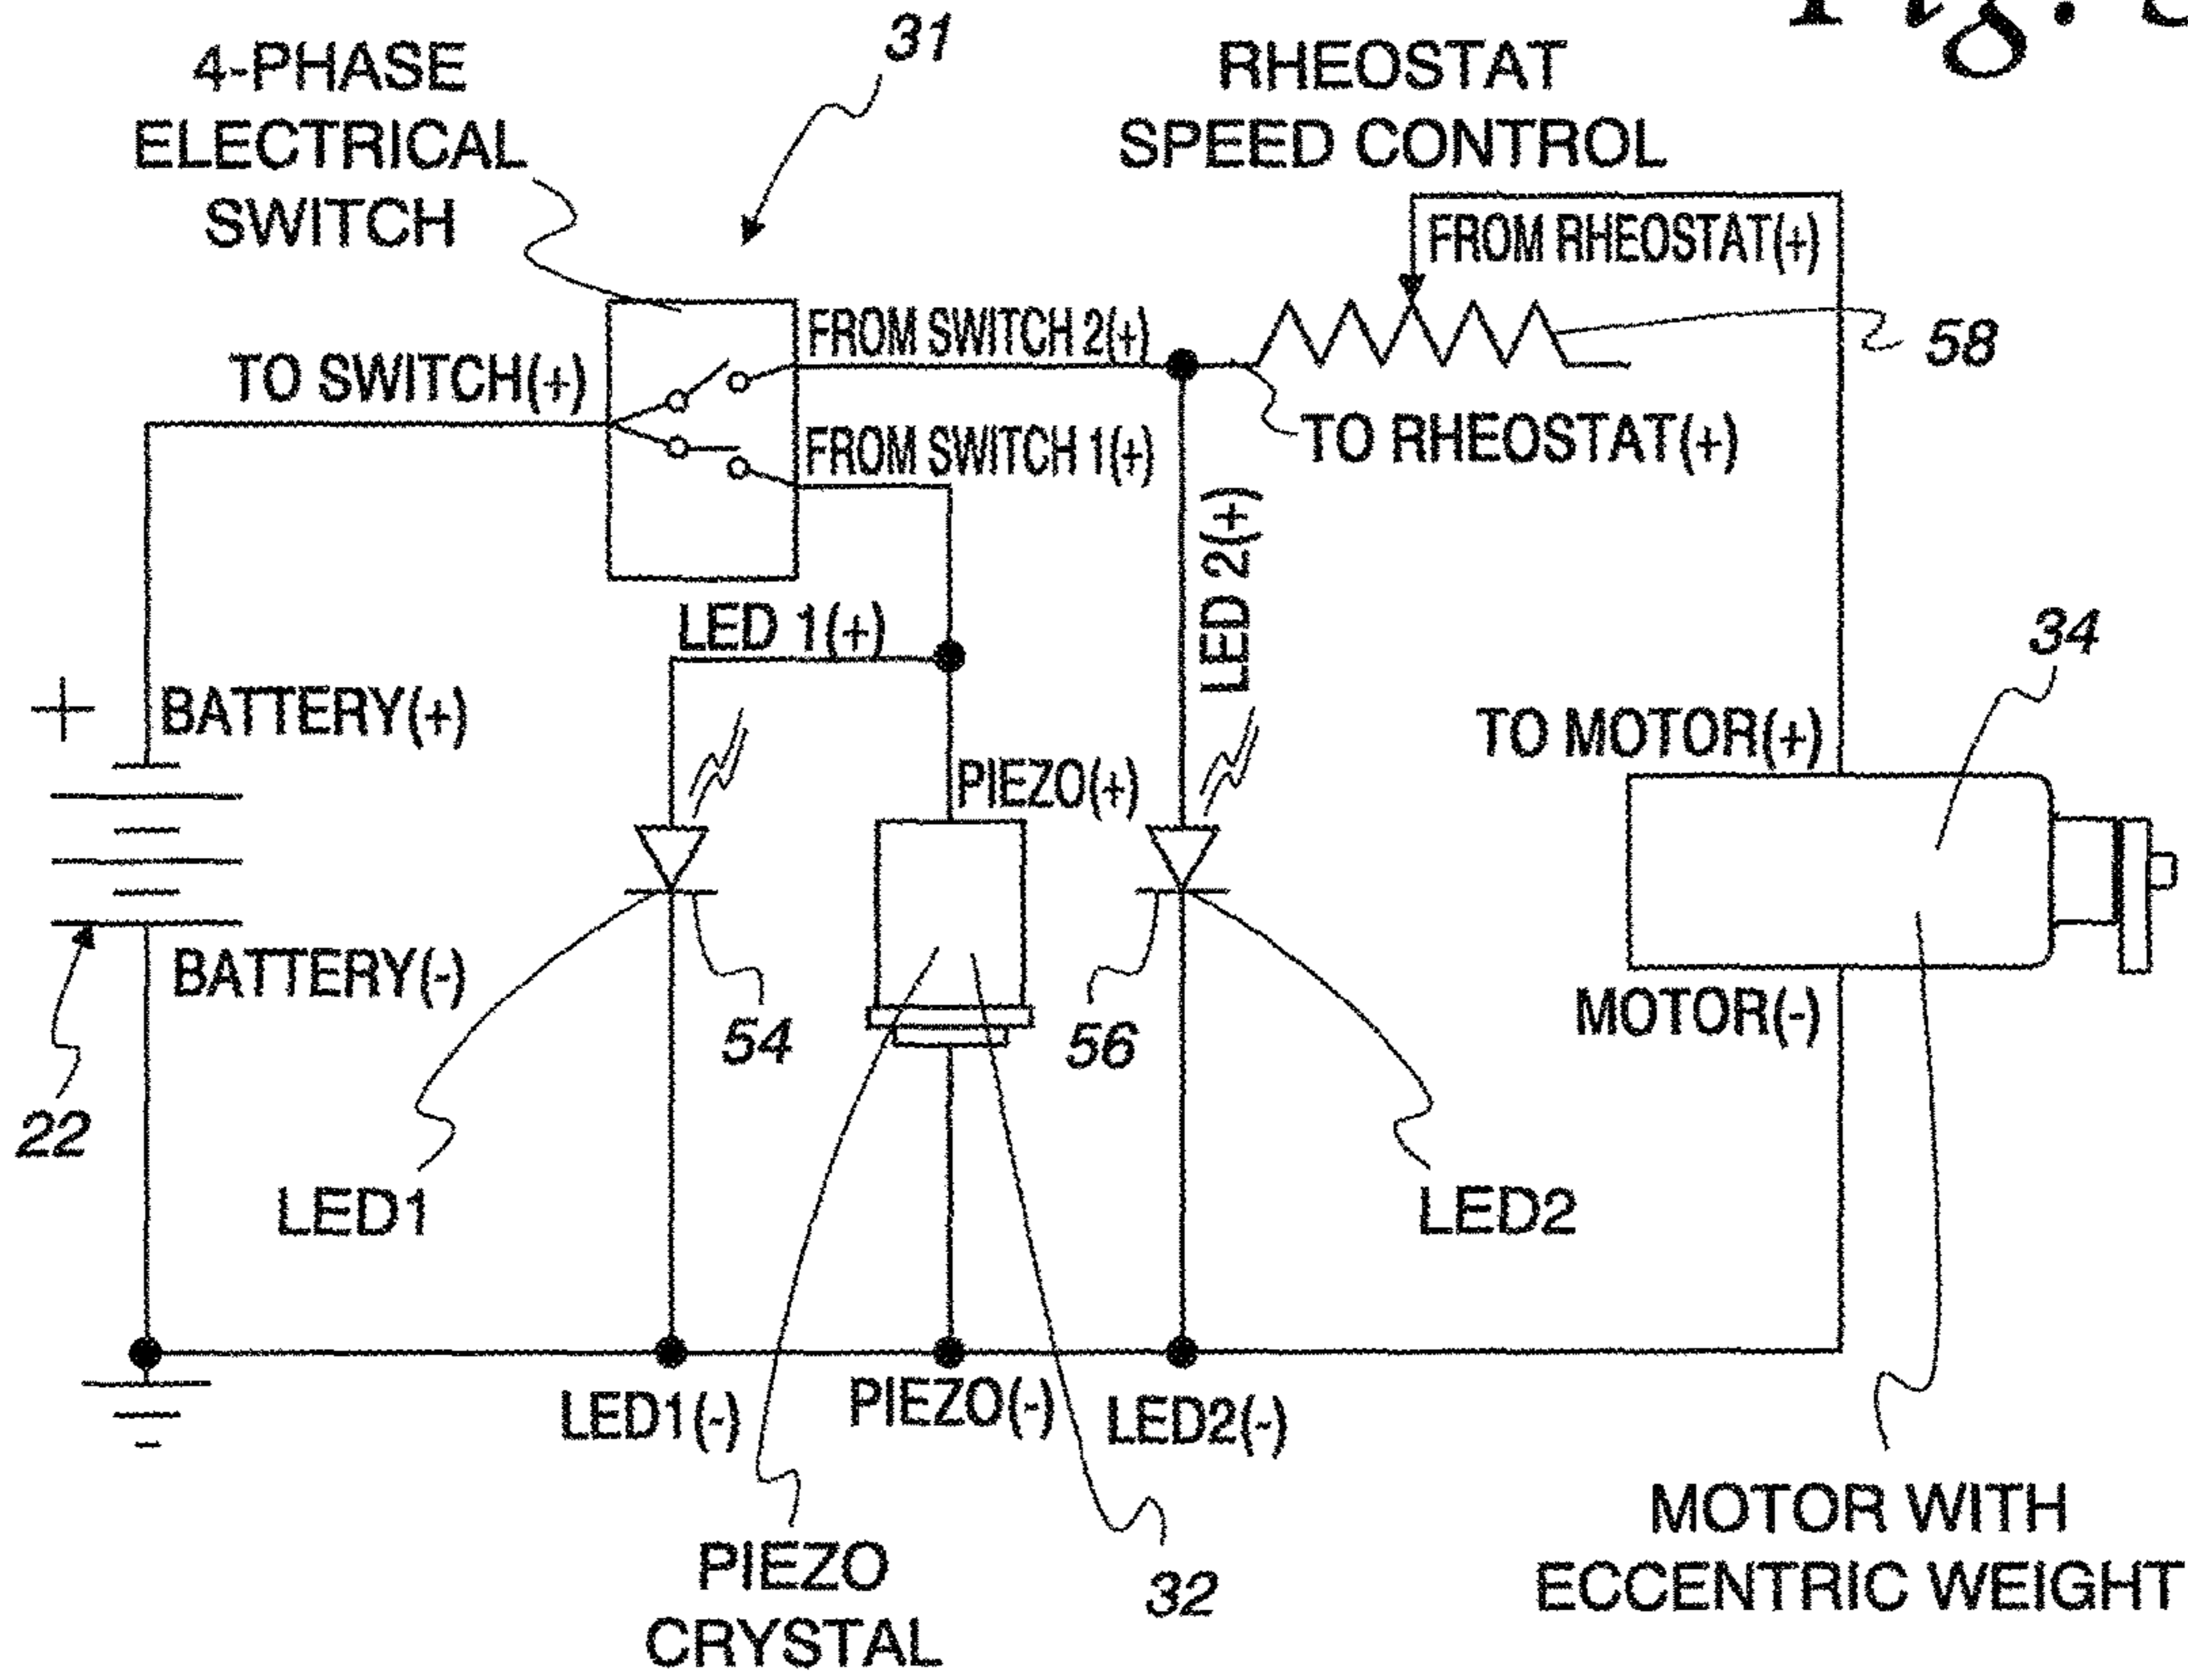 Fig.
31
4-PHASE
ELECTRICAL
SWITCH
RHEOSTAT
SPEED CONTROL
FROM RHEOSTAT(+)
FROM SWITCH 2(+)
58
TO SWITCH(+)
TO RHEOSTAT(+)
FROM SWITCH 1(+)
LED 2(+)
LED 1(+)
34
+
BATTERY(+)
TO MOTOR(+)
PIEZO(+)
BATTERY(-)
MOTOR(-)
54
56
22
LED1
LED2
LED1(-)
PIEZO(-)
LED2(-)
PIEZO
CRYSTAL
32
MOTOR WITH
ECCENTRIC WEIGHT